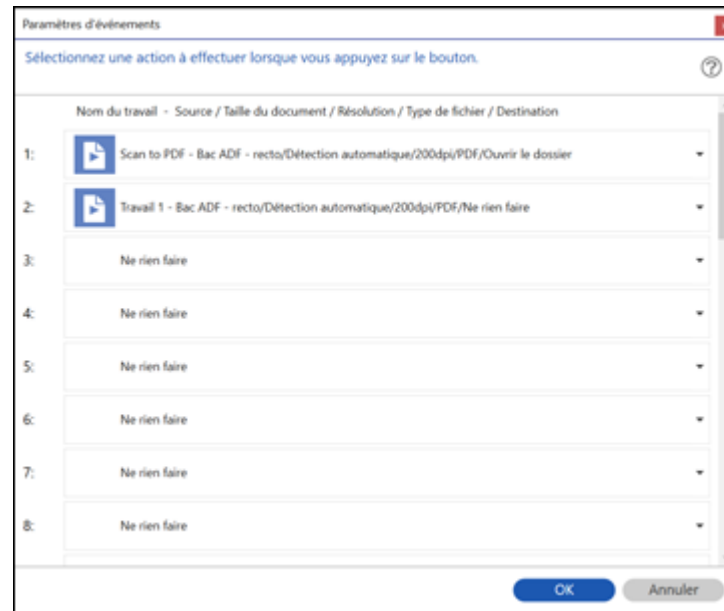 Paramètres d'événements
Sélectionnez une action à effectuer lorsque vous appuyez sur le bouton.
Nom du travail - Source / Taille du document / Résolution / Type de fichier / Destination
1: Scan to PDF - Bac ADF - recto/Détection automatique/200dpi/PDF/Ouvrir le dossier
2: Travail 1 - Bac ADF - recto/Détection automatique/200dpi/PDF/Ne rien faire
3: Ne rien faire
4: Ne rien faire
5: Ne rien faire
6: Ne rien faire
7: Ne rien faire
8: Ne rien faire
OK Annuler